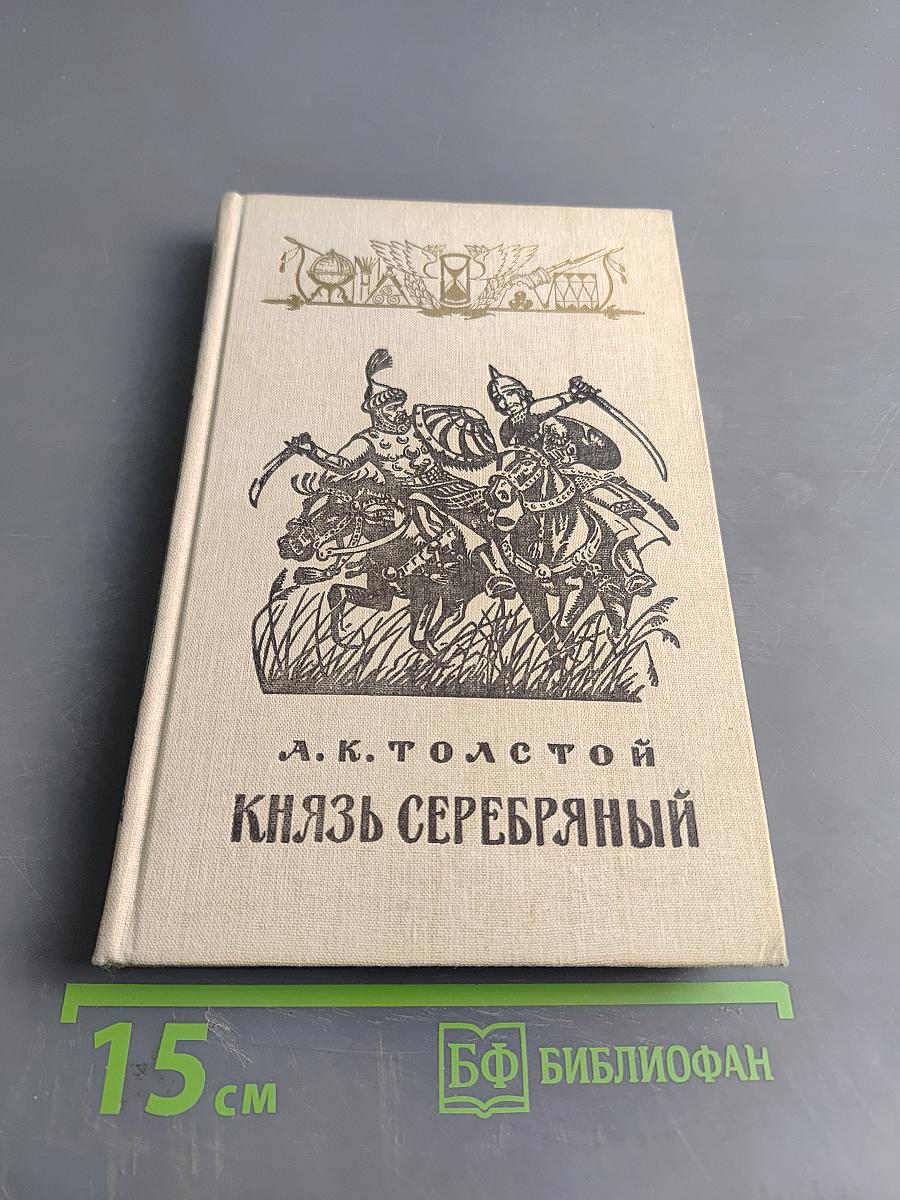 А. К. ТОЛСТОЙ
КНЯЗЬ СЕРЕБРЯНЫЙ
15 см
БФ БИБЛИОФАН